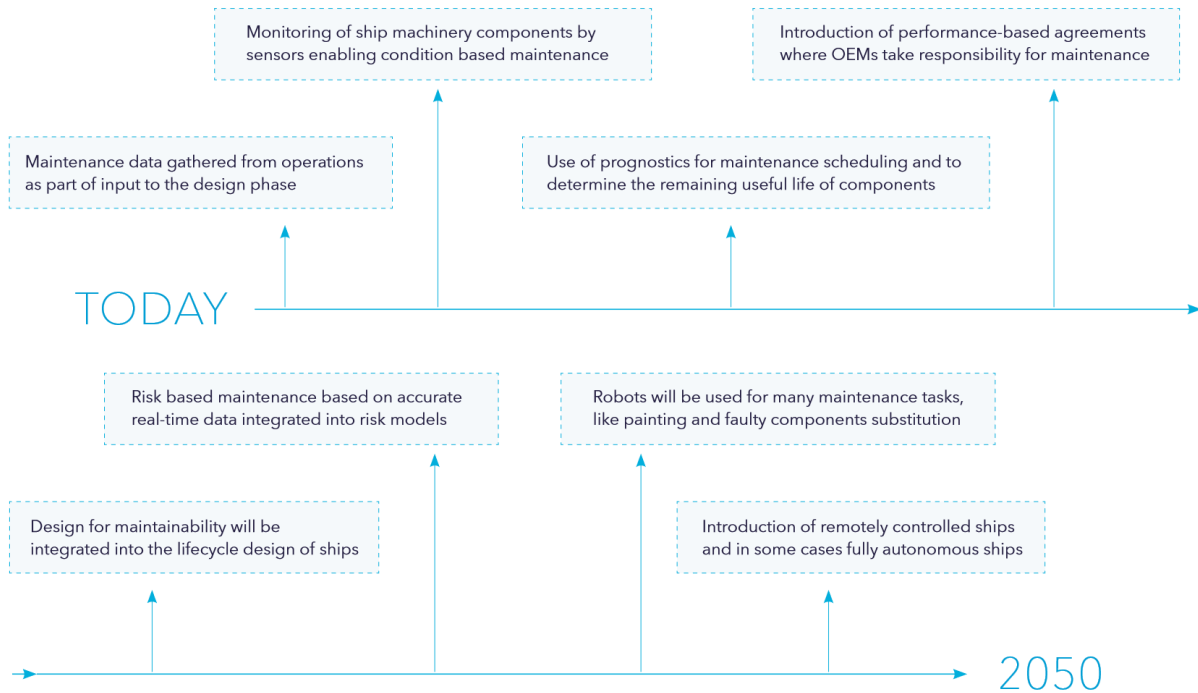 Monitoring of ship machinery components by
sensors enabling condition based maintenance
Introduction of performance-based agreements
where OEMs take responsibility for maintenance
Maintenance data gathered from operations
as part of input to the design phase
Use of prognostics for maintenance scheduling and to
determine the remaining useful life of components
TODAY
Risk based maintenance based on accurate
real-time data integrated into risk models
Robots will be used for many maintenance tasks,
like painting and faulty components substitution
Design for maintainability will be
integrated into the lifecycle design of ships
Introduction of remotely controlled ships
and in some cases fully autonomous ships
2050